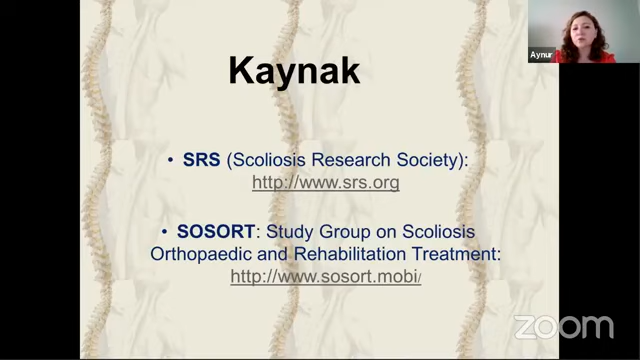 Kaynak
• SRS (Scoliosis Research Society):
http://www.srs.org
• SOSORT: Study Group on Scoliosis
Orthopaedic and Rehabilitation Treatment:
http://www.sosort.mobi/
Aynur
zoom